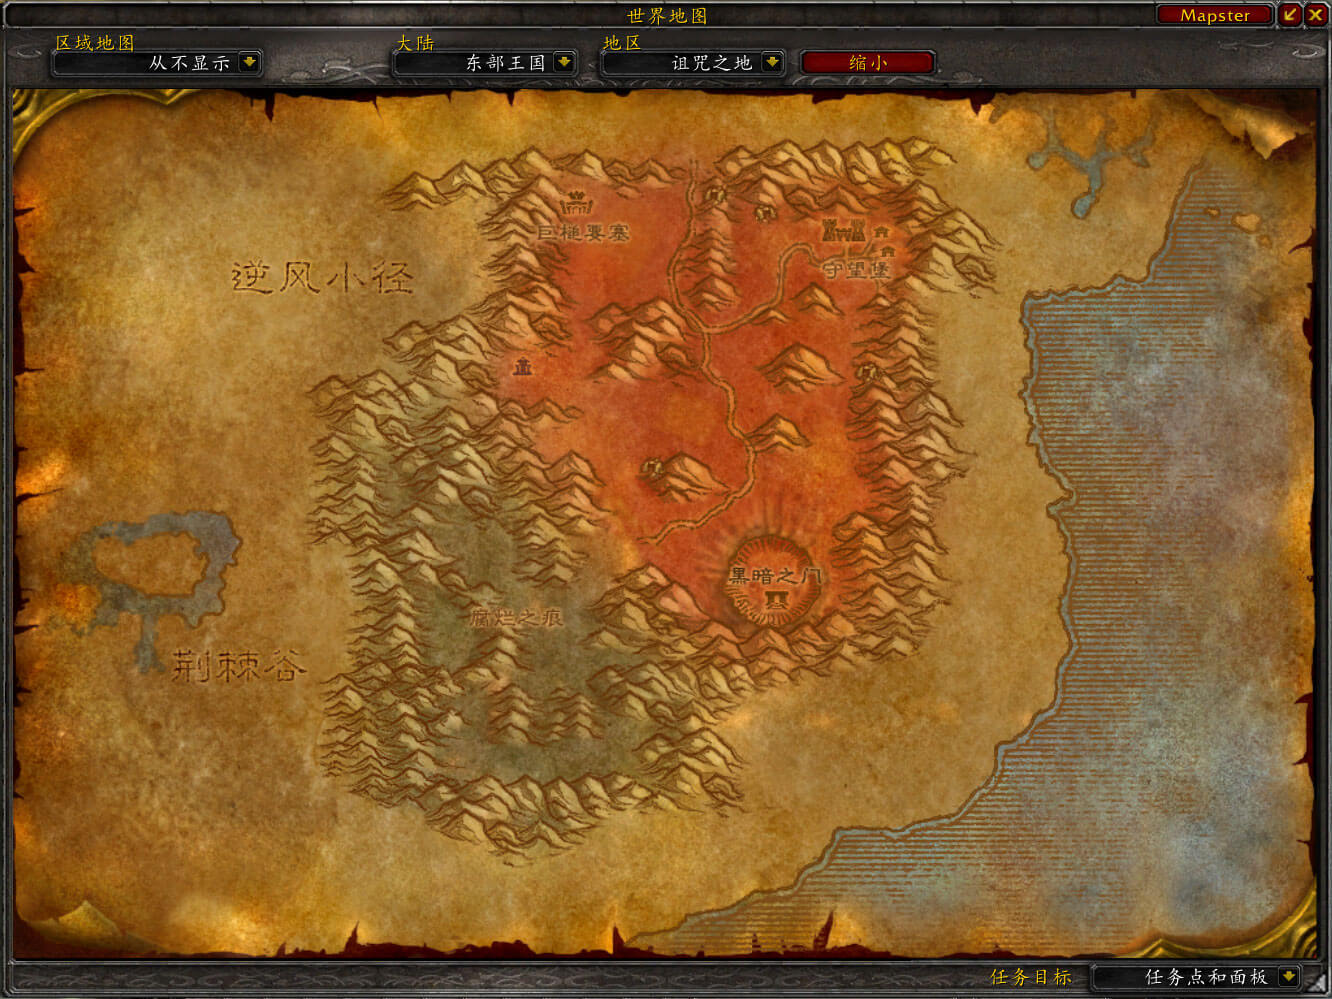 世界地图
Mapster
区域地图
大陆
地区
从不显示
东部王国
诅咒之地
缩小
巨槌要塞
守望堡
逆风小径
黑暗之门
腐烂之痕
荆棘谷
任务目标
任务点和面板